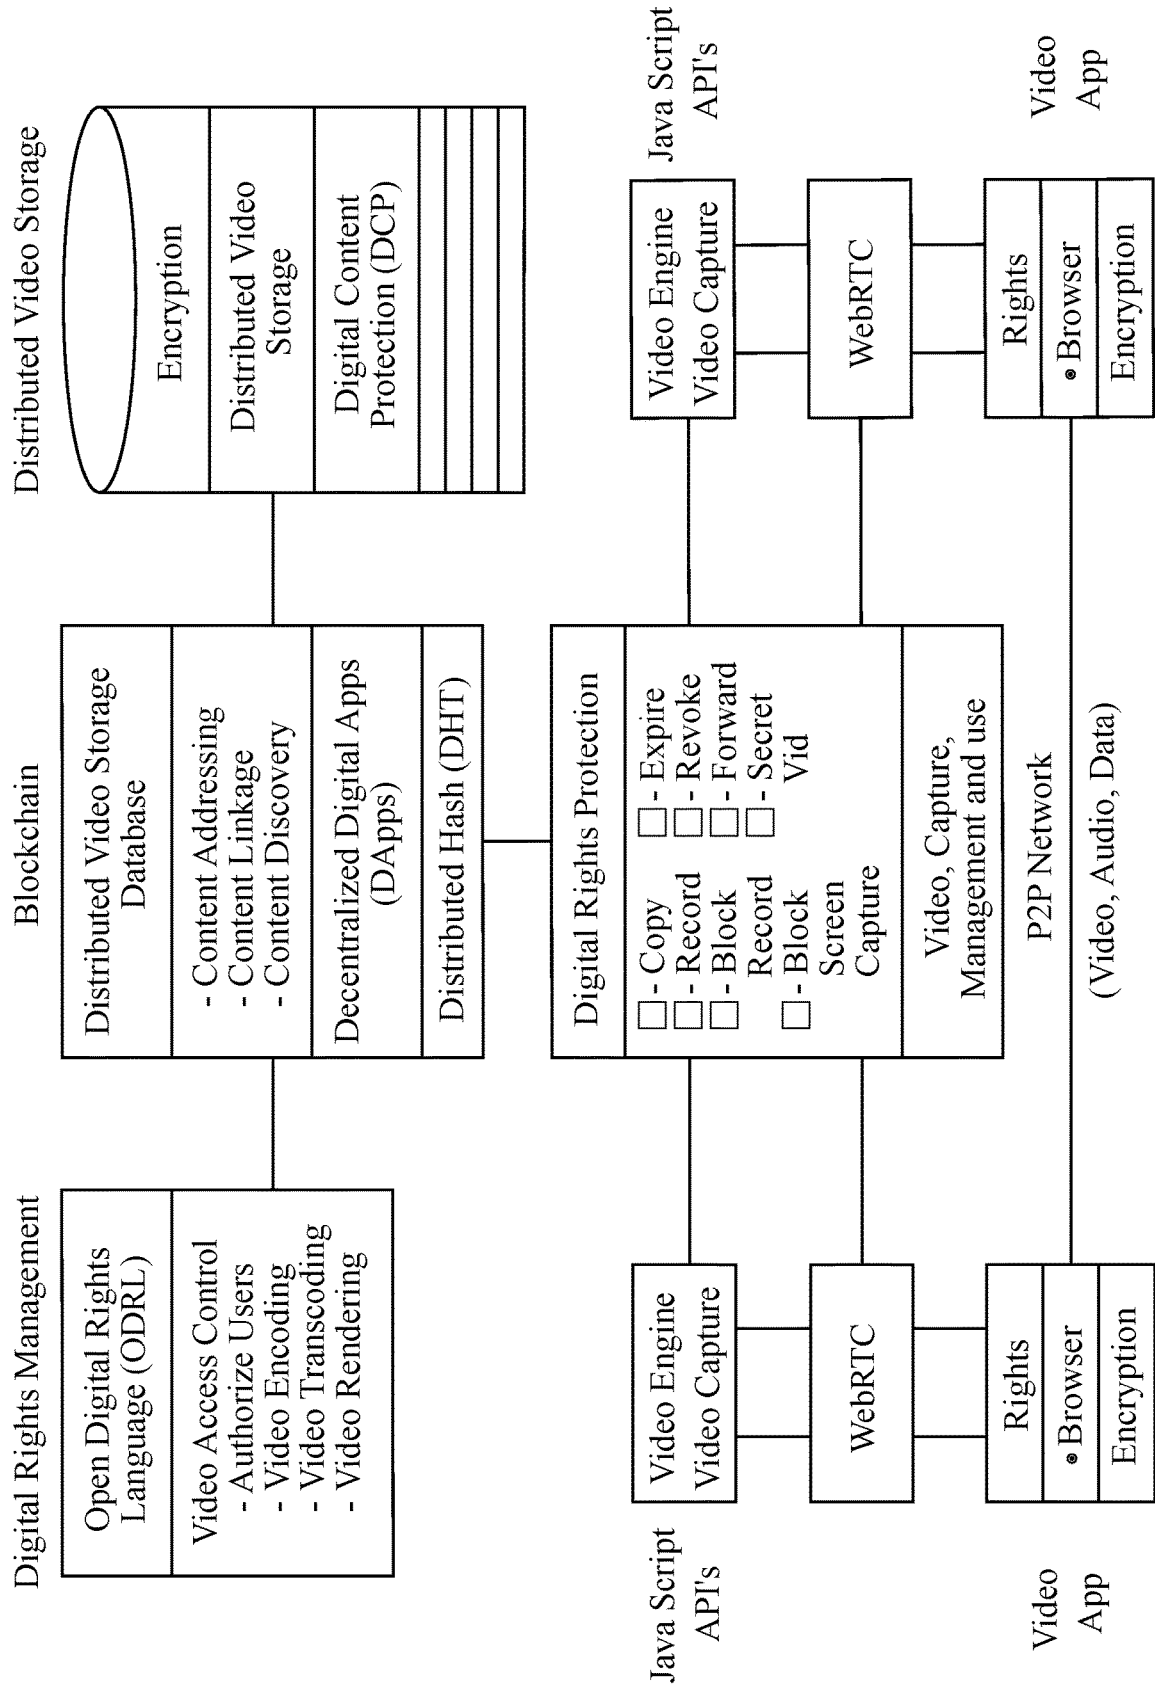 Digital Rights Management
Open Digital Rights
Language (ODRL)
Video Access Control
- Authorize Users
- Video Encoding
- Video Transcoding
- Video Rendering
Blockchain
Distributed Video Storage
Database
- Content Addressing
- Content Linkage
- Content Discovery
Decentralized Digital Apps
(DApps)
Distributed Hash (DHT)
Distributed Video Storage
Encryption
Distributed Video
Storage
Digital Content
Protection (DCP)
Java Script
API's
Video Engine
Video Capture
WebRTC
Video
App
Rights
Browser
Encryption
Digital Rights Protection
- Copy
- Record
- Block
Record
- Block
Screen
Capture
- Expire
- Revoke
- Forward
- Secret
Vid
Video, Capture,
Management and use
P2P Network
(Video, Audio, Data)
Video Engine
Video Capture
Java Script
API's
WebRTC
Rights
Browser
Encryption
Video
App